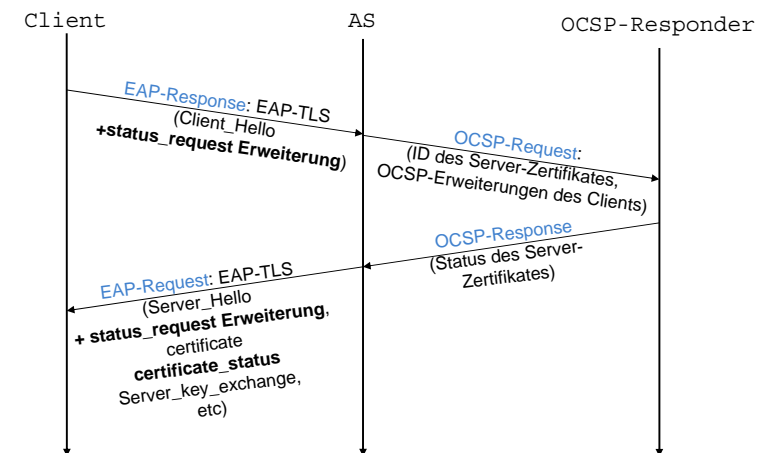 Client
AS
OCSP-Responder
EAP-Response: EAP-TLS
(Client_Hello
+status_request Erweiterung)
OCSP-Request:
(ID des Server-Zertifikates,
OCSP-Erweiterungen des Clients)
OCSP-Response
(Status des Server-
Zertifikates)
EAP-Request: EAP-TLS
(Server_Hello
+ status_request Erweiterung,
certificate
certificate_status
Server_key_exchange,
etc)